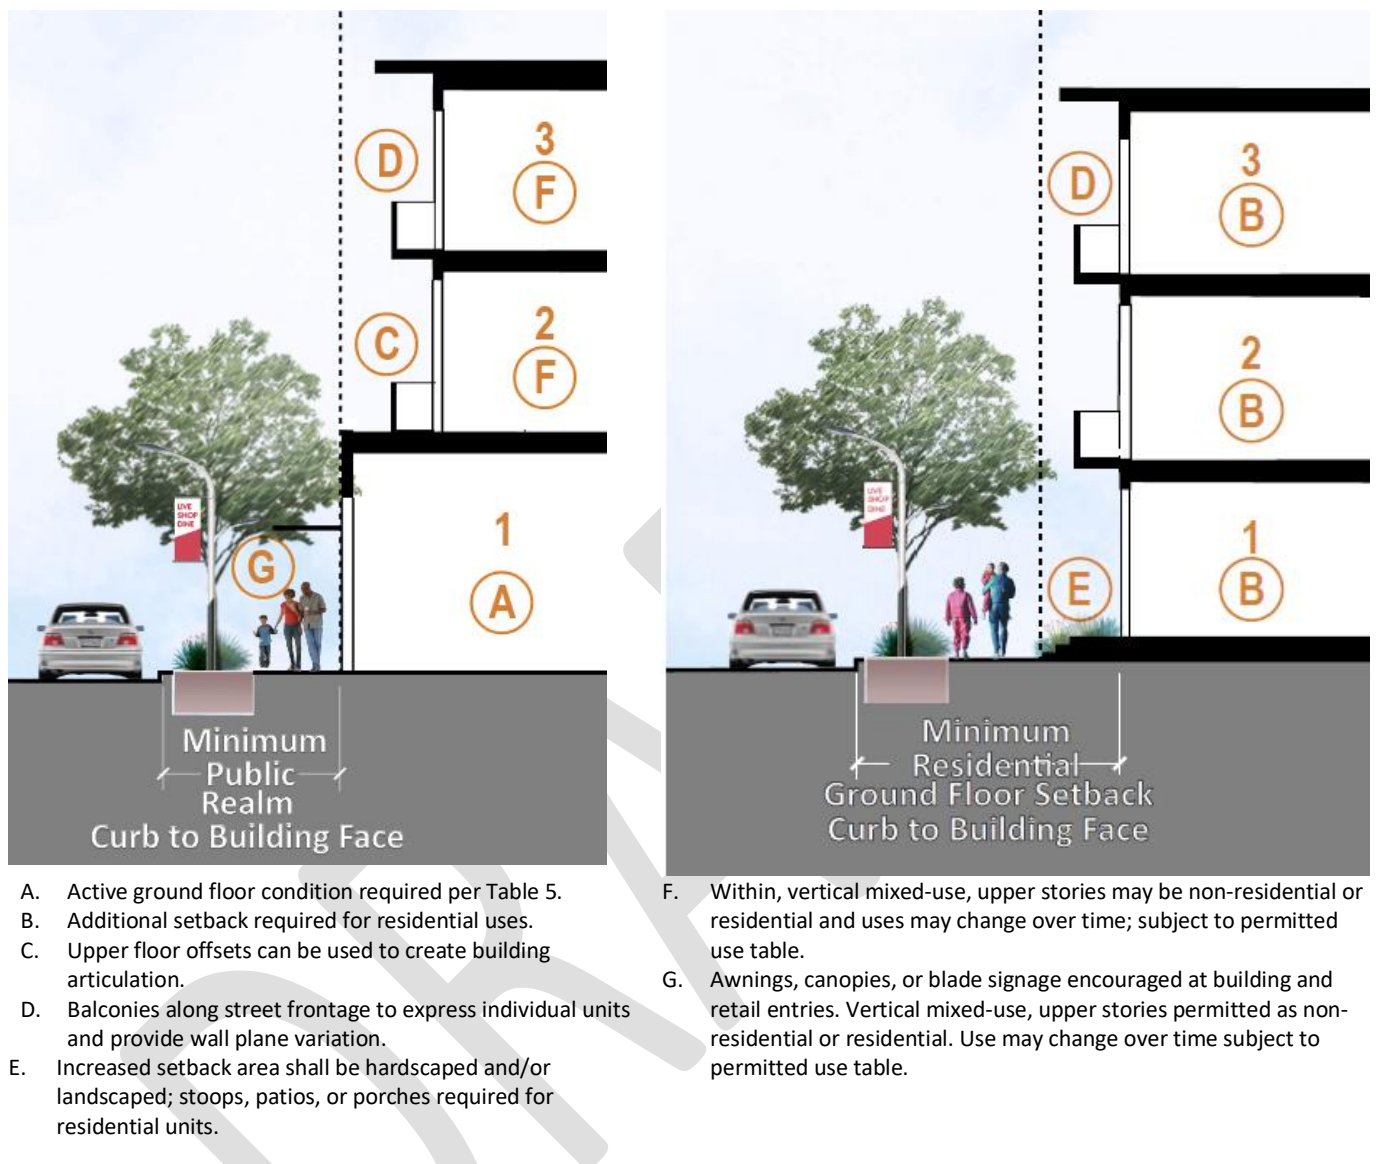 3
D
F
2
C
F
LIVE
SHOP
DINE
1
G
A
Minimum
Public
Realm
Curb to Building Face
3
D
B
2
B
LIVE
SHOP
DINE
1
E
B
Minimum
Residential
Ground Floor Setback
Curb to Building Face
A. Active ground floor condition required per Table 5.
B. Additional setback required for residential uses.
C. Upper floor offsets can be used to create building
articulation.
D. Balconies along street frontage to express individual units
and provide wall plane variation.
E. Increased setback area shall be hardscaped and/or
landscaped; stoops, patios, or porches required for
residential units.
F. Within, vertical mixed-use, upper stories may be non-residential or
residential and uses may change over time; subject to permitted
use table.
G. Awnings, canopies, or blade signage encouraged at building and
retail entries. Vertical mixed-use, upper stories permitted as non-
residential or residential. Use may change over time subject to
permitted use table.